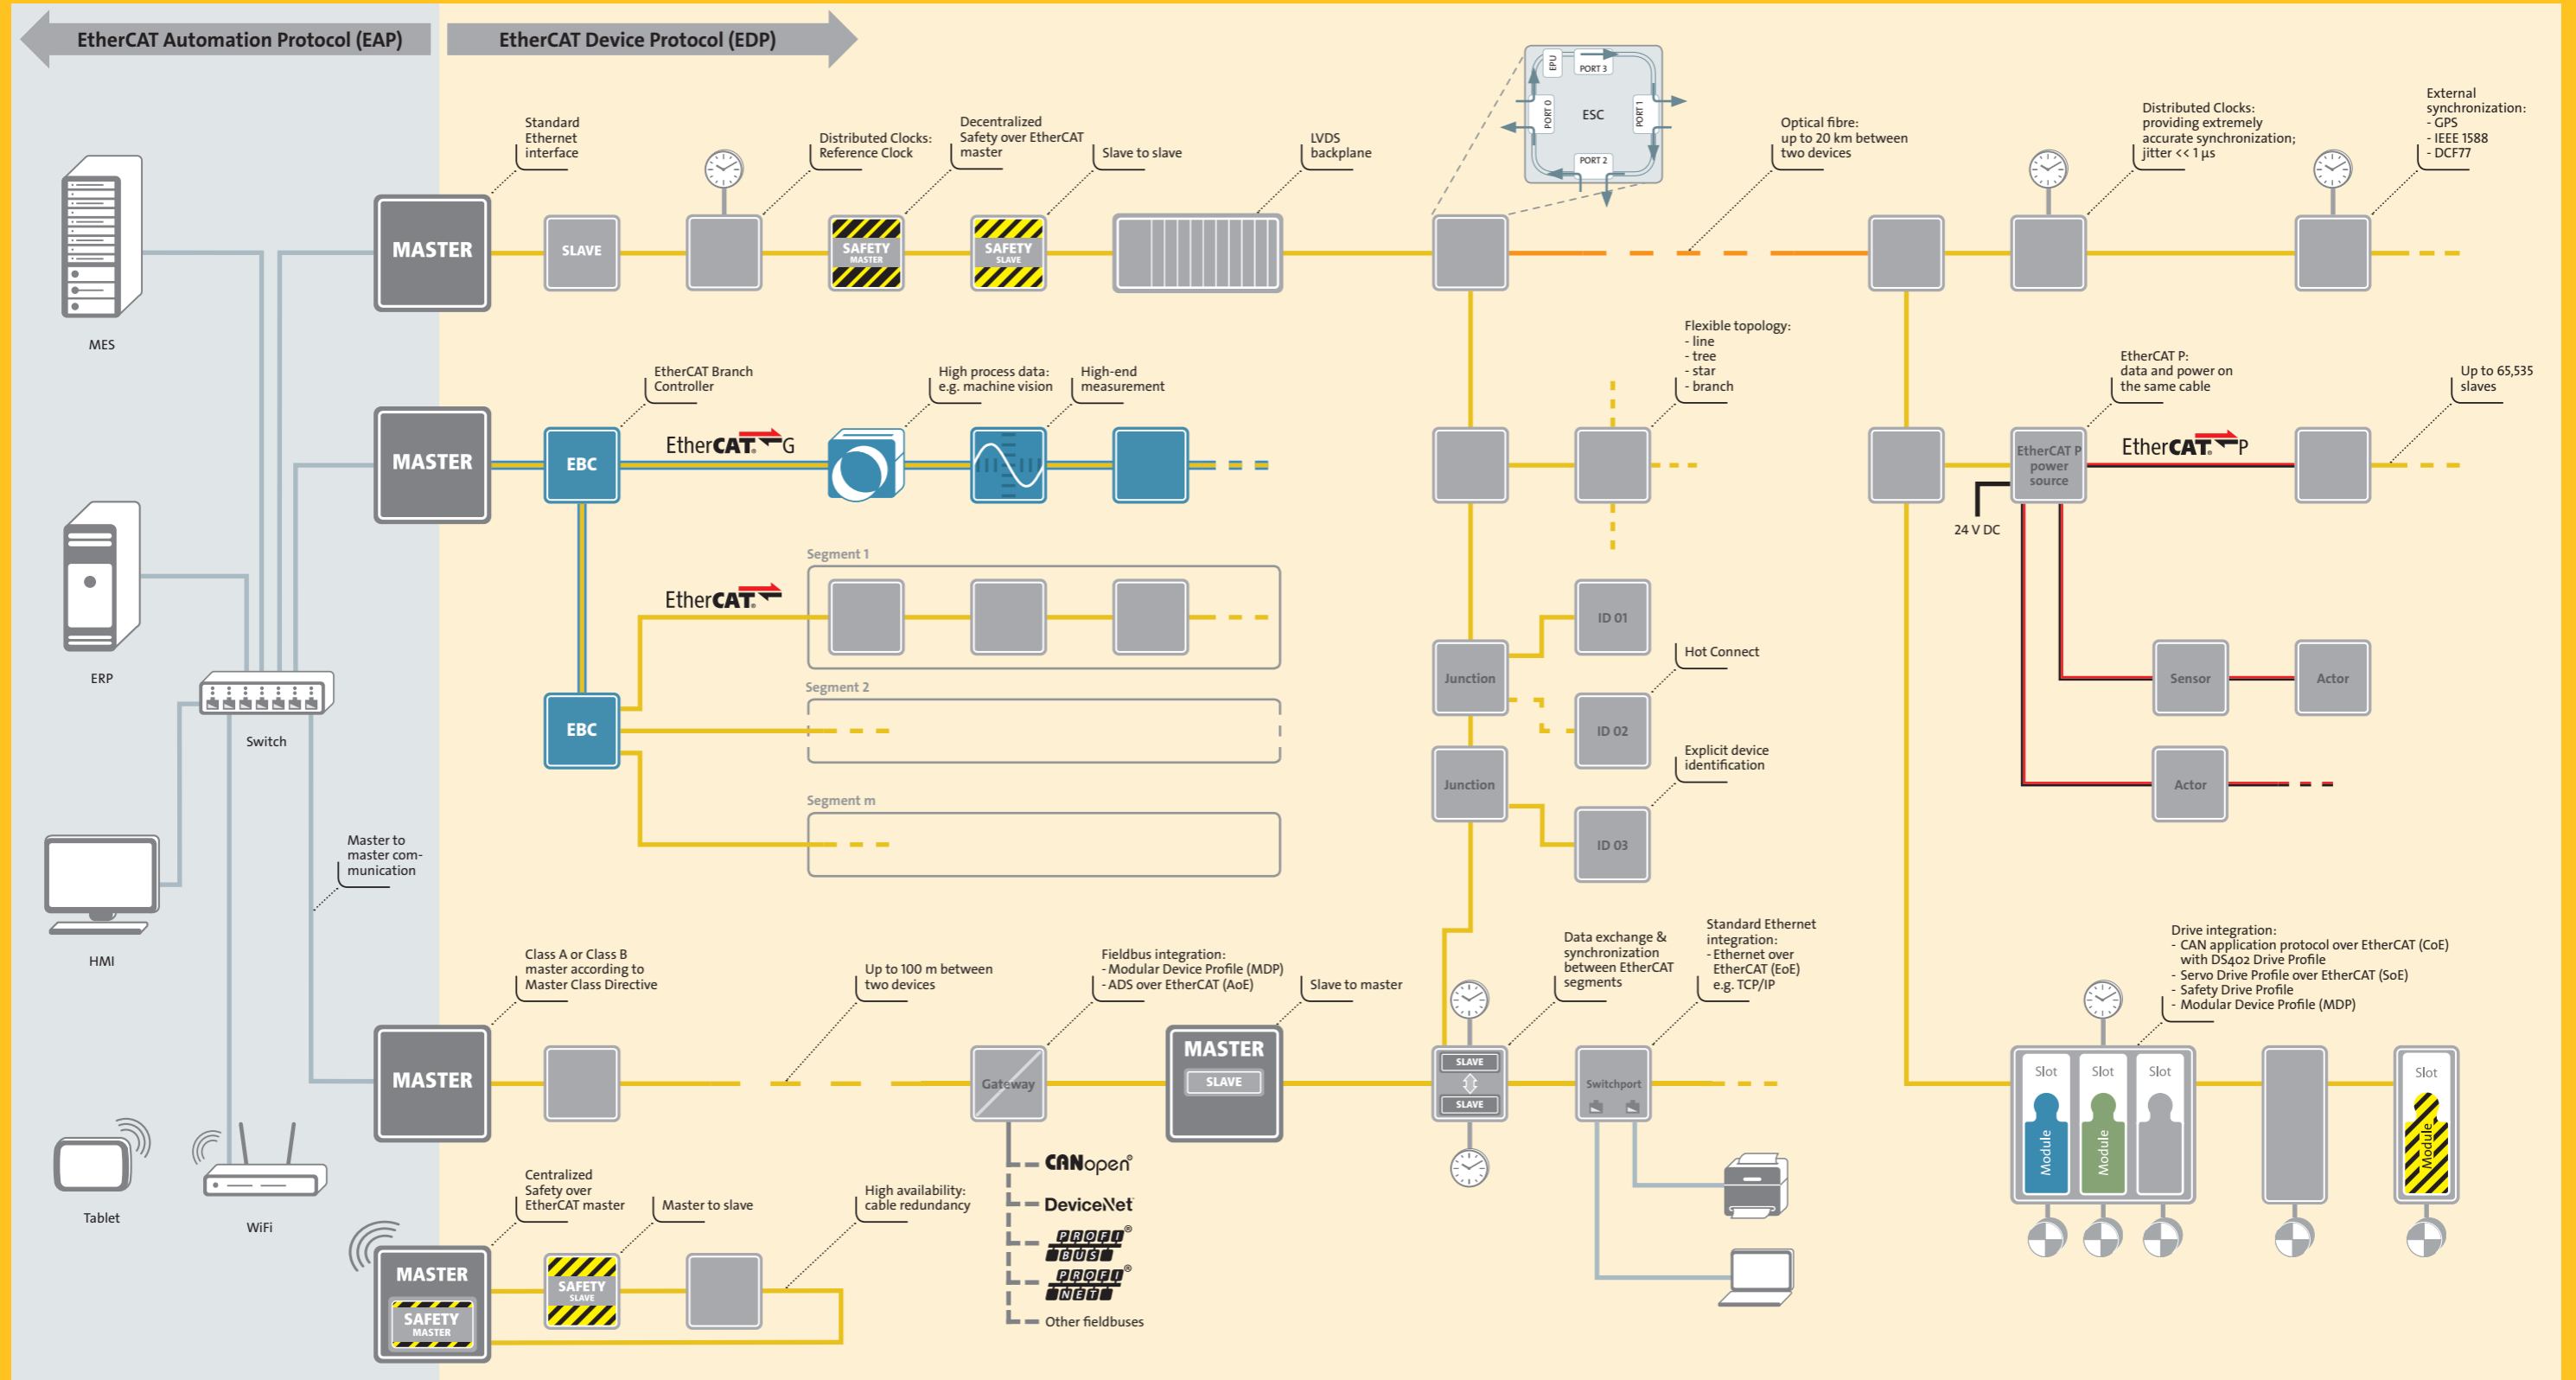 EtherCAT Automation Protocol (EAP)
EtherCAT Device Protocol (EDP)
EPU
PORT 3
PORT 0
ESC
PORT 1
PORT 2
Standard
Ethernet
interface
Distributed Clocks:
Reference Clock
Decentralized
Safety over EtherCAT
master
Slave to slave
LVDS
backplane
Optical fibre:
up to 20 km between
two devices
Distributed Clocks:
providing extremely
accurate synchronization;
jitter << 1 µs
External
synchronization:
- GPS
- IEEE 1588
- DCF77
MASTER
SLAVE
SAFETY
MASTER
SAFETY
SLAVE
MES
EtherCAT Branch
Controller
High process data:
e.g. machine vision
High-end
measurement
Flexible topology:
- line
- tree
- star
- branch
EtherCAT P:
data and power on
the same cable
Up to 65,535
slaves
MASTER
EBC
EtherCAT® G
EtherCAT P
power
source
EtherCAT® P
24 V DC
Segment 1
EtherCAT®
ID 01
Hot Connect
ERP
Junction
Sensor
Actor
Segment 2
EBC
ID 02
Switch
Explicit device
identification
Junction
Actor
Segment m
ID 03
Master to
master com-
munication
HMI
Class A or Class B
master according to
Master Class Directive
Up to 100 m between
two devices
Fieldbus integration:
- Modular Device Profile (MDP)
- ADS over EtherCAT (AoE)
Slave to master
Data exchange &
synchronization
between EtherCAT
segments
Standard Ethernet
integration:
- Ethernet over
EtherCAT (EoE)
e.g. TCP/IP
Drive integration:
- CAN application protocol over EtherCAT (CoE)
with DS402 Drive Profile
- Servo Drive Profile over EtherCAT (SoE)
- Safety Drive Profile
- Modular Device Profile (MDP)
MASTER
Gateway
MASTER
SLAVE
SLAVE
SLAVE
Switchport
Slot
Slot
Slot
Slot
Module
Module
Module
CANopen®
DeviceNet
PROFI®
BUS
PROFI®
NET
Other fieldbuses
Tablet
WiFi
Centralized
Safety over
EtherCAT master
Master to slave
High availability:
cable redundancy
MASTER
SAFETY
MASTER
SAFETY
SLAVE